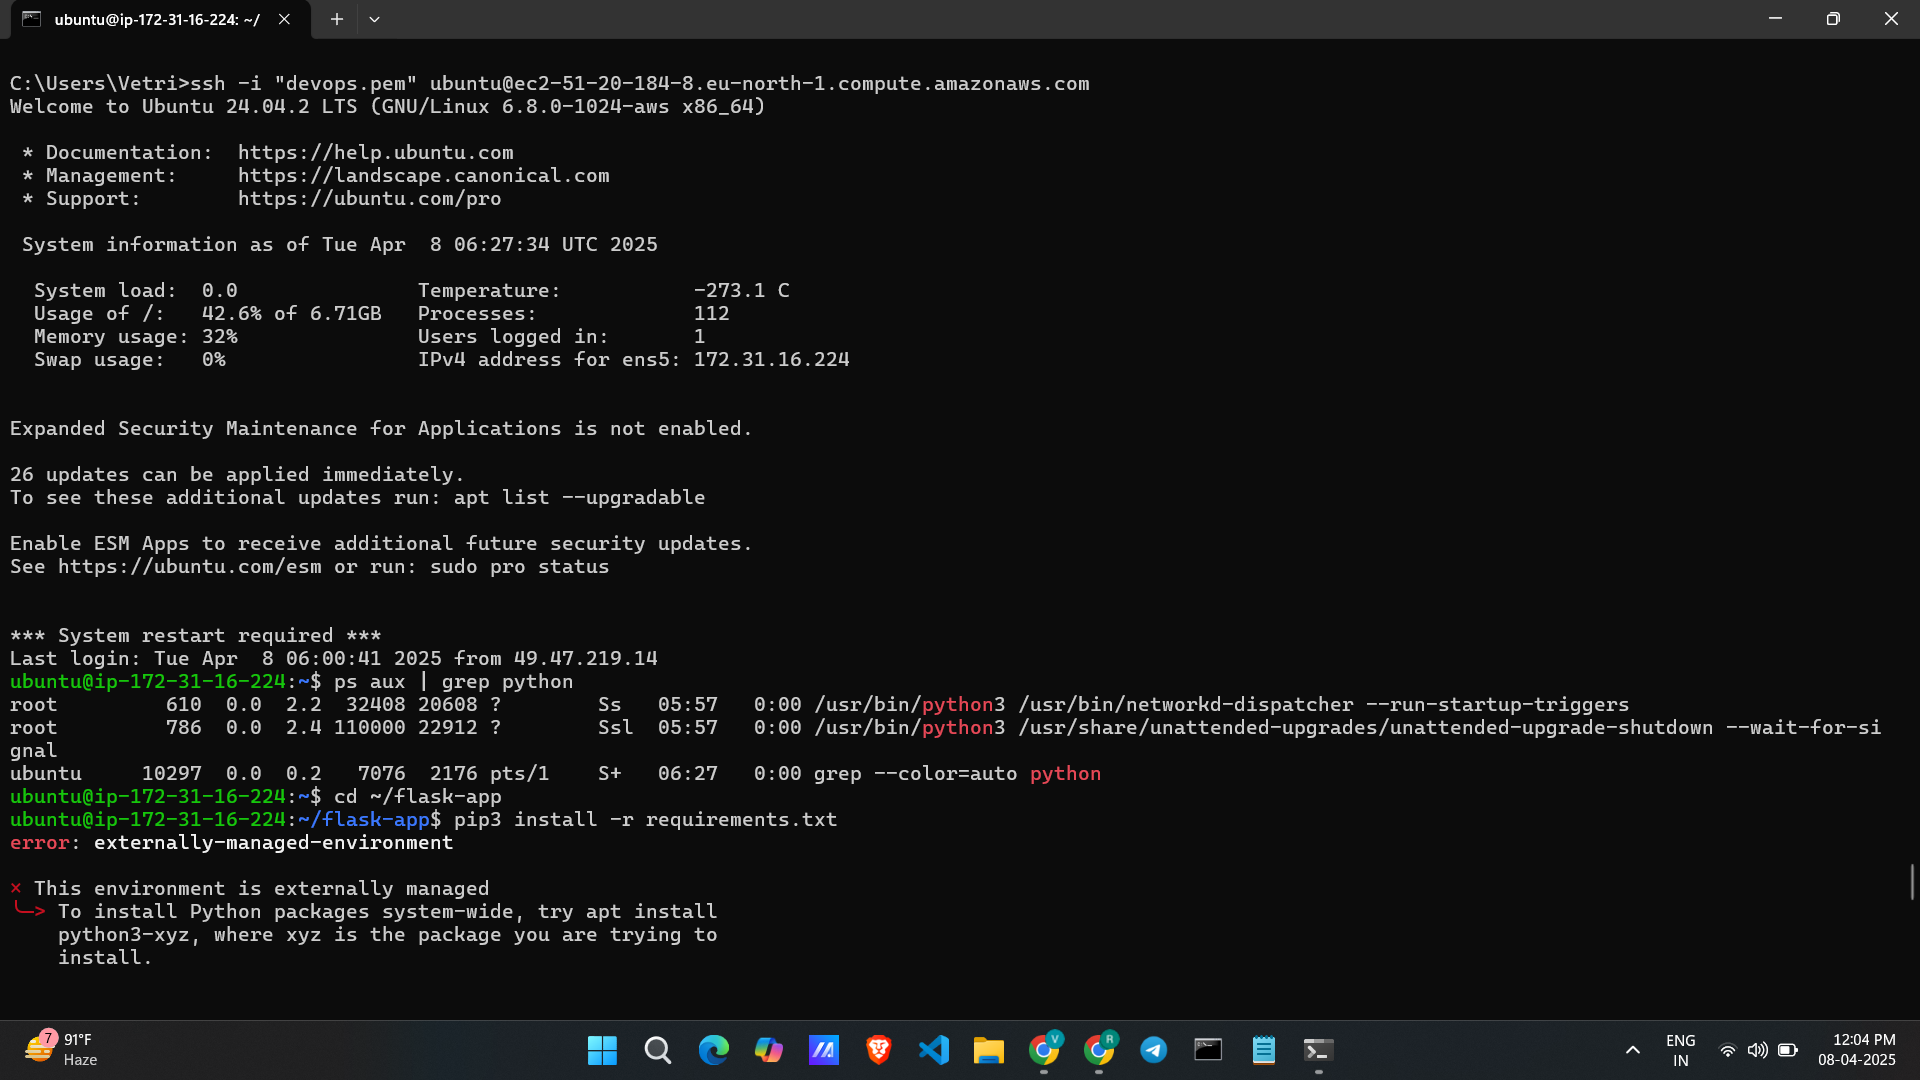 ubuntu@ip-172-31-16-224: ~/
C:\Users\Vetri>ssh -i "devops.pem" ubuntu@ec2-51-20-184-8.eu-north-1.compute.amazonaws.com
Welcome to Ubuntu 24.04.2 LTS (GNU/Linux 6.8.0-1024-aws x86_64)
* Documentation:  https://help.ubuntu.com
* Management:     https://landscape.canonical.com
* Support:        https://ubuntu.com/pro
System information as of Tue Apr  8 06:27:34 UTC 2025
System load:  0.0               Temperature:           -273.1 C
Usage of /:   42.6% of 6.71GB   Processes:             112
Memory usage: 32%               Users logged in:       1
Swap usage:   0%                IPv4 address for ens5: 172.31.16.224
Expanded Security Maintenance for Applications is not enabled.
26 updates can be applied immediately.
To see these additional updates run: apt list --upgradable
Enable ESM Apps to receive additional future security updates.
See https://ubuntu.com/esm or run: sudo pro status
*** System restart required ***
Last login: Tue Apr  8 06:00:41 2025 from 49.47.219.14
ubuntu@ip-172-31-16-224:~$ ps aux | grep python
root         610  0.0  2.2  32408 20608 ?        Ss   05:57   0:00 /usr/bin/python3 /usr/bin/networkd-dispatcher --run-startup-triggers
root         786  0.0  2.4 110000 22912 ?        Ssl  05:57   0:00 /usr/bin/python3 /usr/share/unattended-upgrades/unattended-upgrade-shutdown --wait-for-si
gnal
ubuntu     10297  0.0  0.2   7076  2176 pts/1    S+   06:27   0:00 grep --color=auto python
ubuntu@ip-172-31-16-224:~$ cd ~/flask-app
ubuntu@ip-172-31-16-224:~/flask-app$ pip3 install -r requirements.txt
error: externally-managed-environment
× This environment is externally managed
╰─> To install Python packages system-wide, try apt install
python3-xyz, where xyz is the package you are trying to
install.
7
91°F
Haze
V
R
ENG
IN
12:04 PM
08-04-2025